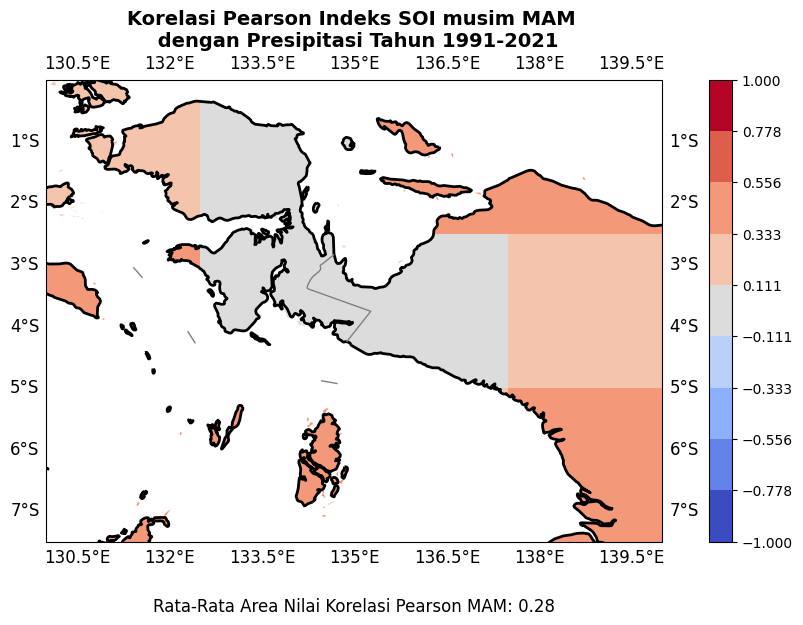 Korelasi Pearson Indeks SOI musim MAM
dengan Presipitasi Tahun 1991-2021
130.5°E 132°E 133.5°E 135°E 136.5°E 138°E 139.5°E
1°S 1°S
2°S 2°S
3°S 3°S
4°S 4°S
5°S 5°S
6°S 6°S
7°S 7°S
130.5°E 132°E 133.5°E 135°E 136.5°E 138°E 139.5°E
1.000
0.778
0.556
0.333
0.111
−0.111
−0.333
−0.556
−0.778
−1.000
Rata-Rata Area Nilai Korelasi Pearson MAM: 0.28